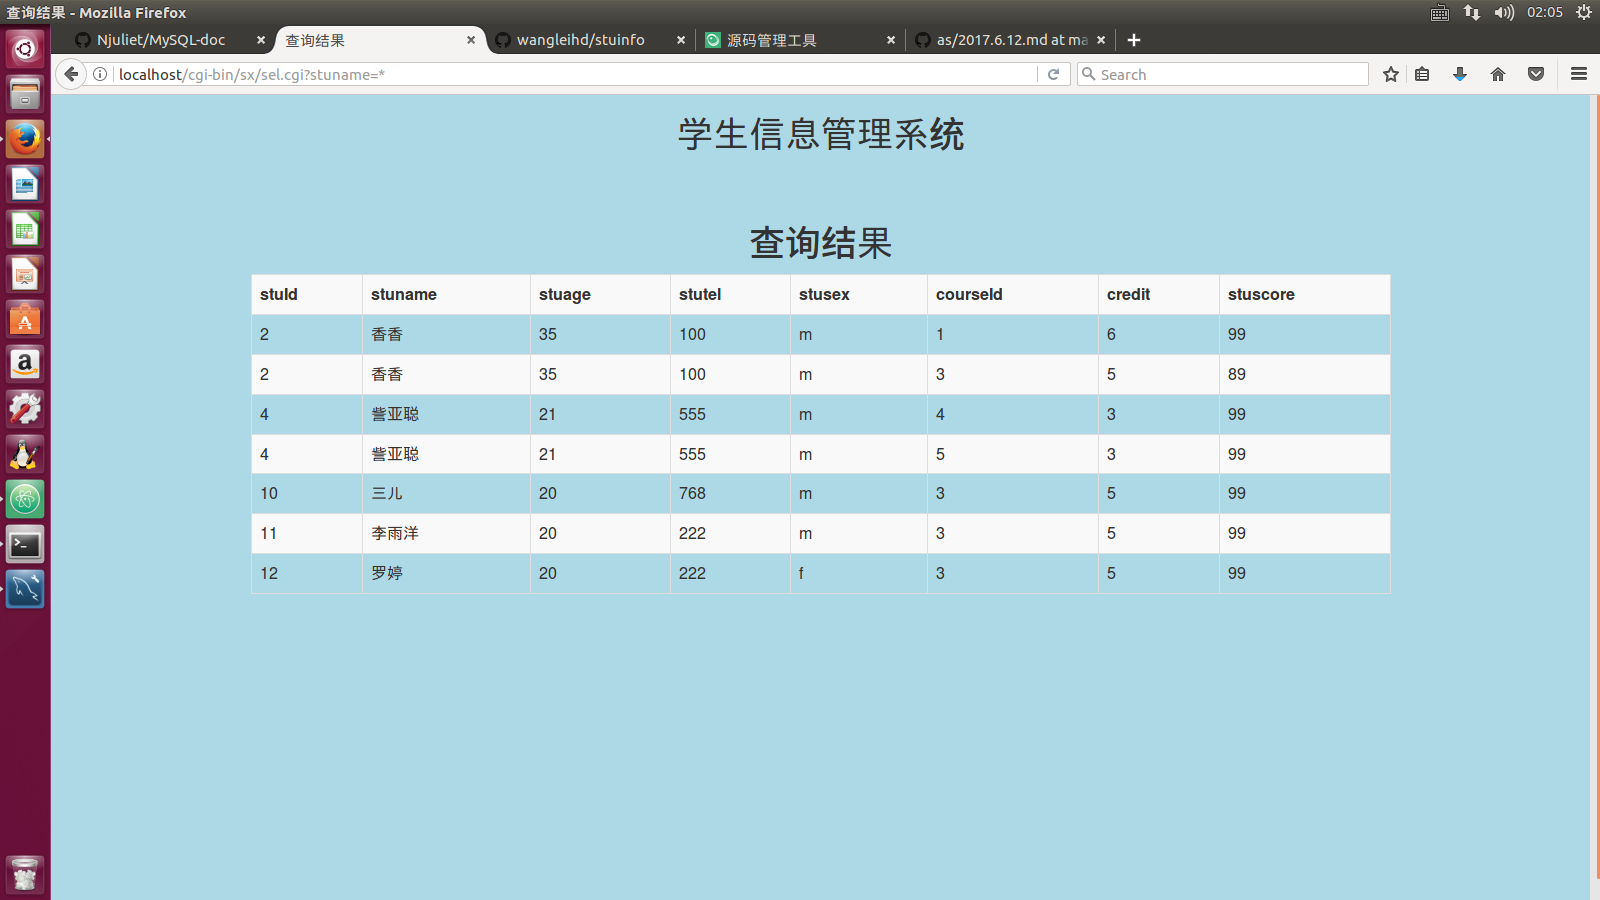 查询结果 - Mozilla Firefox
02:05
Njuliet/MySQL-doc
查询结果
wangleihd/stuinfo
源码管理工具
as/2017.6.12.md at ma
localhost/cgi-bin/sx/sel.cgi?stuname=*
Search
学生信息管理系统
查询结果
stuId stuname stuage stutel stusex courseId credit stuscore
2 香香 35 100 m 1 6 99
2 香香 35 100 m 3 5 89
4 訾亚聪 21 555 m 4 3 99
4 訾亚聪 21 555 m 5 3 99
10 三儿 20 768 m 3 5 99
11 李雨洋 20 222 m 3 5 99
12 罗婷 20 222 f 3 5 99